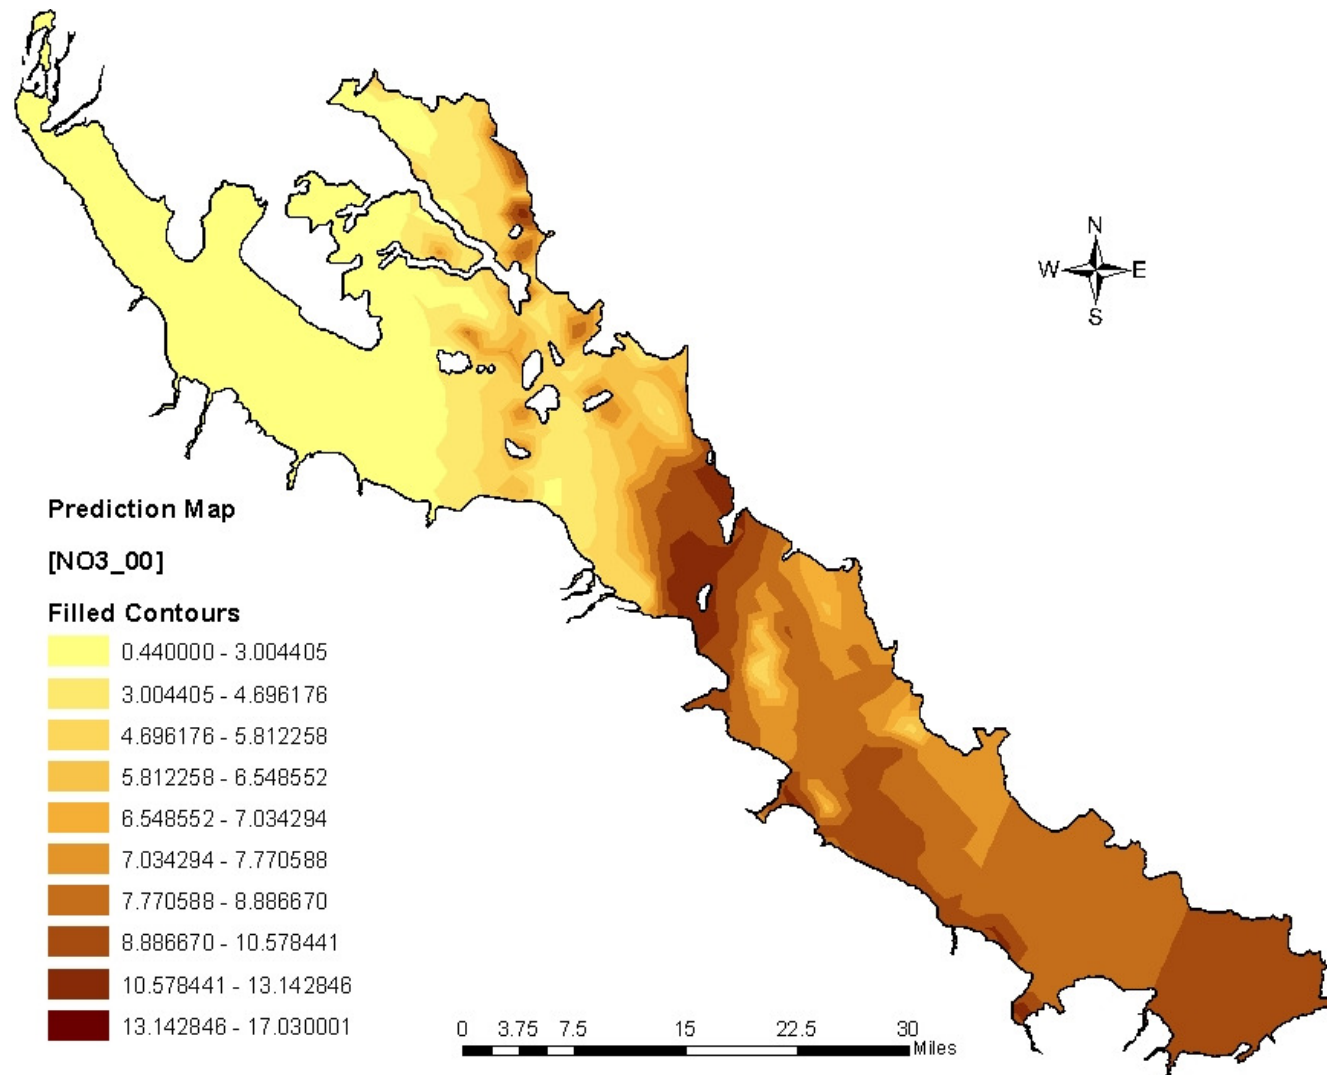 N
W E
S
Prediction Map
[NO3_00]
Filled Contours
0.440000 - 3.004405
3.004405 - 4.696176
4.696176 - 5.812258
5.812258 - 6.548552
6.548552 - 7.034294
7.034294 - 7.770588
7.770588 - 8.886670
8.886670 - 10.578441
10.578441 - 13.142846
13.142846 - 17.030001
0 3.75 7.5 15 22.5 30
Miles